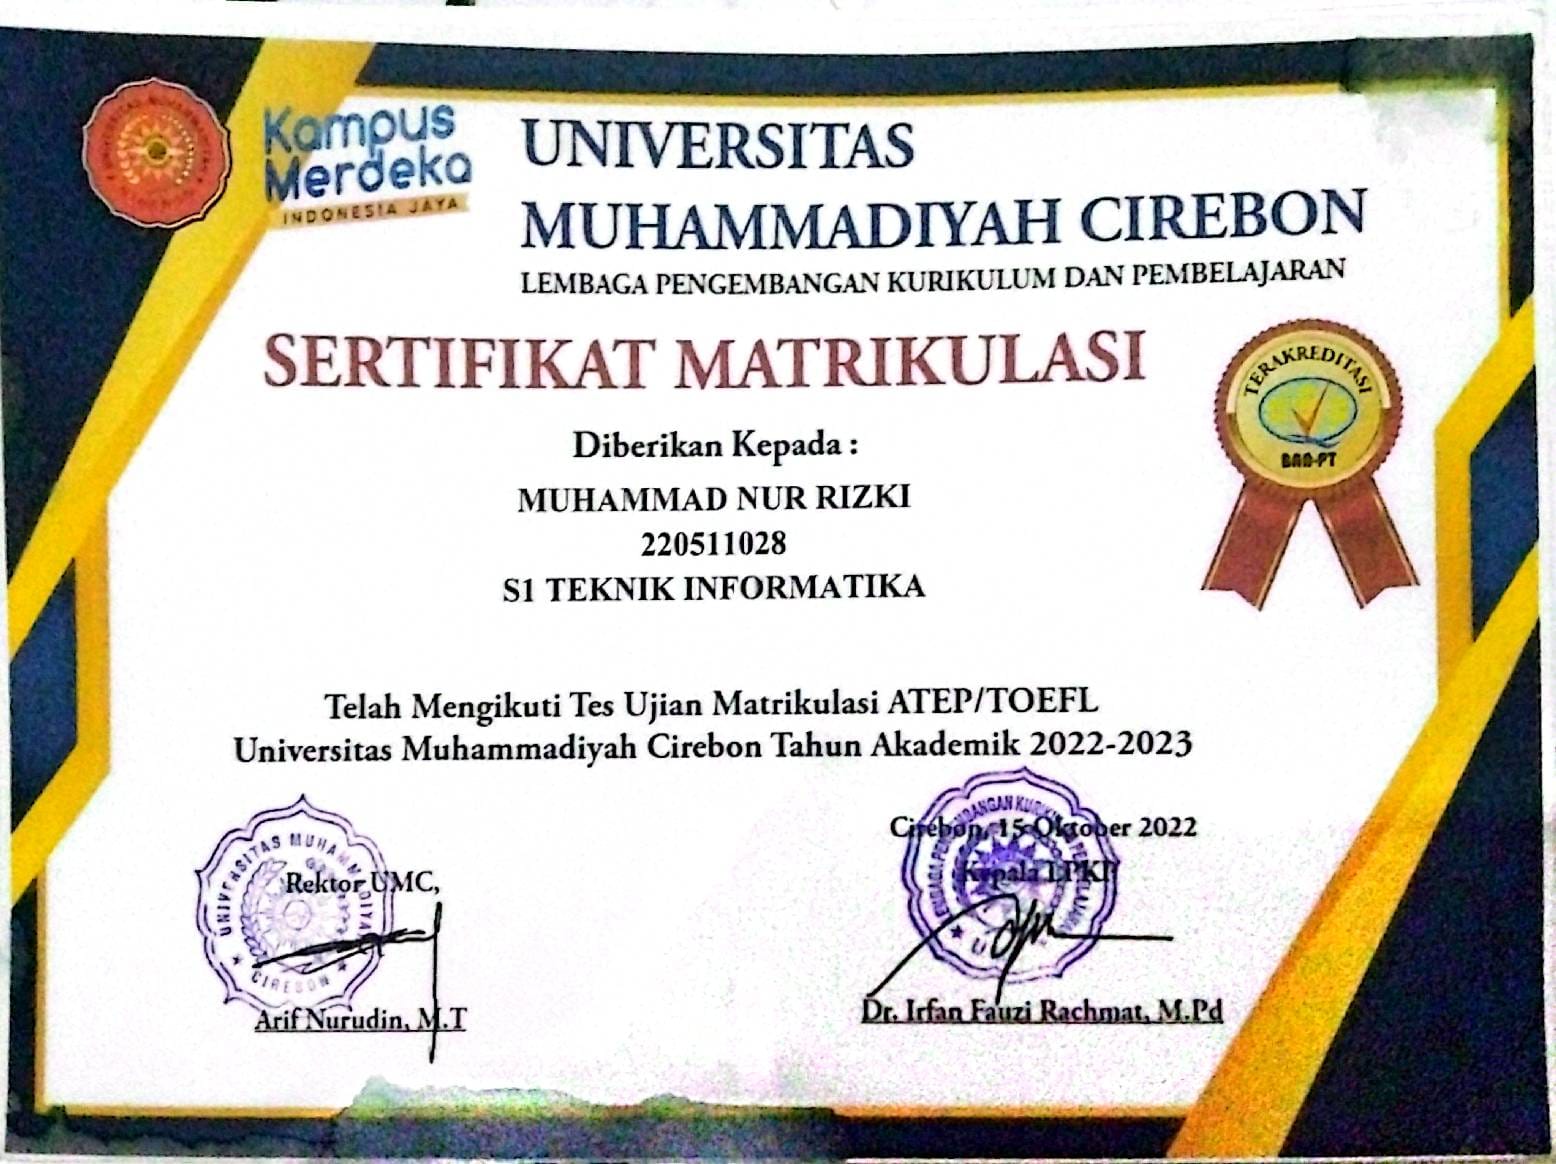 Kampus
Merdeka
INDONESIA JAYA
UNIVERSITAS
MUHAMMADIYAH CIREBON
LEMBAGA PENGEMBANGAN KURIKULUM DAN PEMBELAJARAN
SERTIFIKAT MATRIKULASI
TERAKREDITASI
BAN-PT
Diberikan Kepada :
MUHAMMAD NUR RIZKI
220511028
S1 TEKNIK INFORMATIKA
Telah Mengikuti Tes Ujian Matrikulasi ATEP/TOEFL
Universitas Muhammadiyah Cirebon Tahun Akademik 2022-2023
Cirebon, 15 Oktober 2022
Kepala LPKP
Rektor UMC,
UNIVERSITAS MUHAMMADIYAH
CIREBON
Arif Nurudin, M.T
Dr. Irfan Fauzi Rachmat, M.Pd